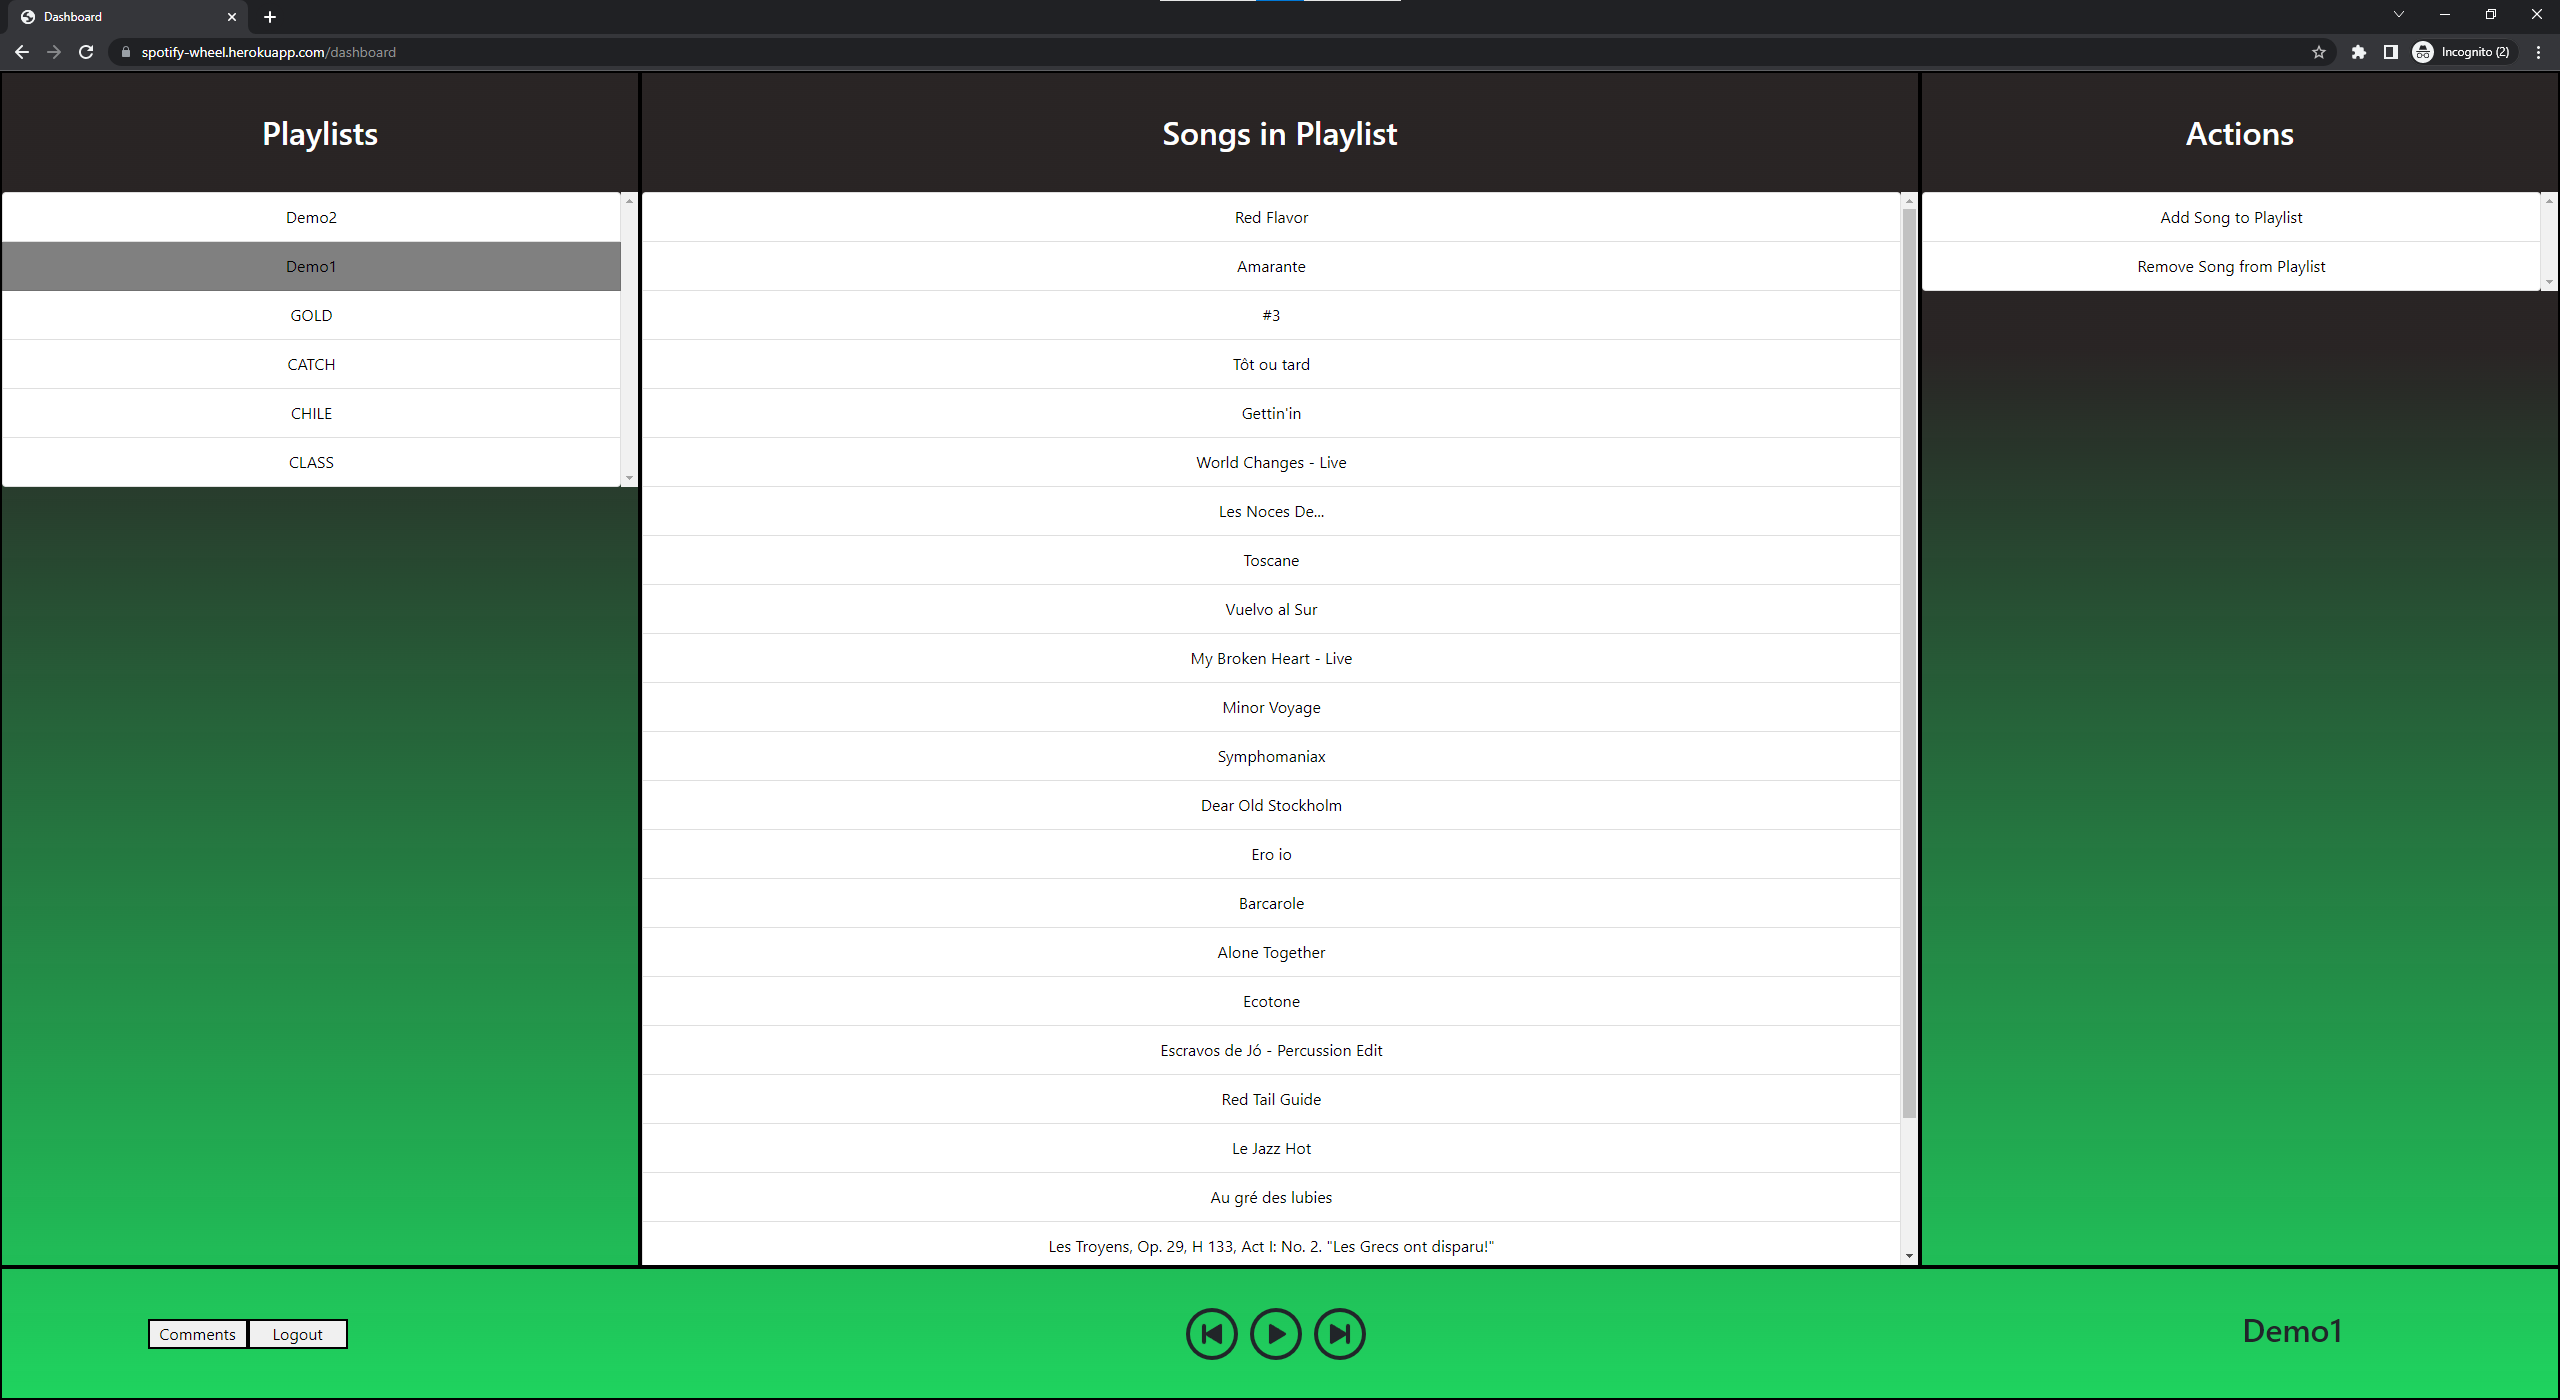 Dashboard
spotify-wheel.herokuapp.com/dashboard
Incognito (2)
Playlists
Demo2
Demo1
GOLD
CATCH
CHILE
CLASS
Songs in Playlist
Red Flavor
Amarante
#3
Tôt ou tard
Gettin'in
World Changes - Live
Les Noces De...
Toscane
Vuelvo al Sur
My Broken Heart - Live
Minor Voyage
Symphomaniax
Dear Old Stockholm
Ero io
Barcarole
Alone Together
Ecotone
Escravos de Jó - Percussion Edit
Red Tail Guide
Le Jazz Hot
Au gré des lubies
Les Troyens, Op. 29, H 133, Act I: No. 2. "Les Grecs ont disparu!"
Actions
Add Song to Playlist
Remove Song from Playlist
Comments
Logout
Demo1